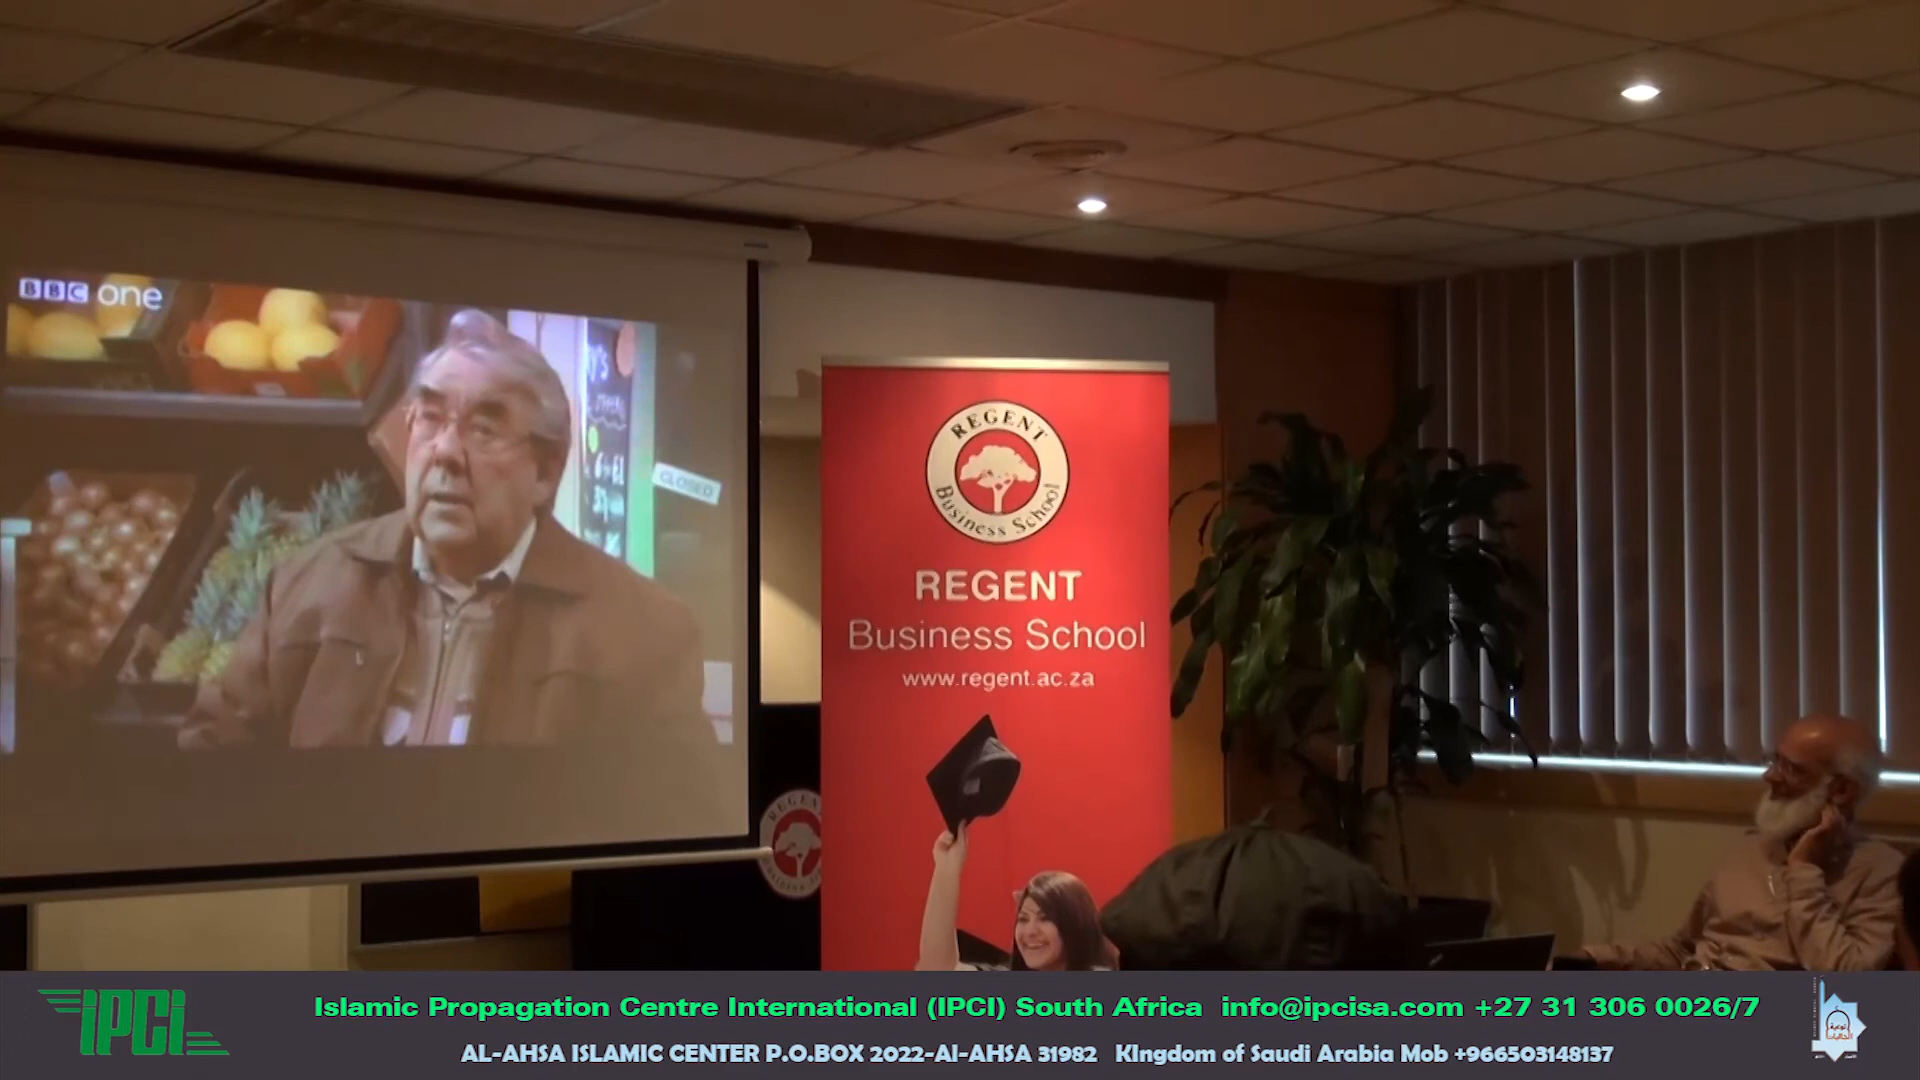 BBC one
CLOSED
REGENT
Business School
REGENT
Business School
www.regent.ac.za
REGENT
IPCI
Islamic Propagation Centre International (IPCI) South Africa info@ipcisa.com +27 31 306 0026/7
AL-AHSA ISLAMIC CENTER P.O.BOX 2022-Al-AHSA 31982 KIngdom of Saudi Arabia Mob +966503148137